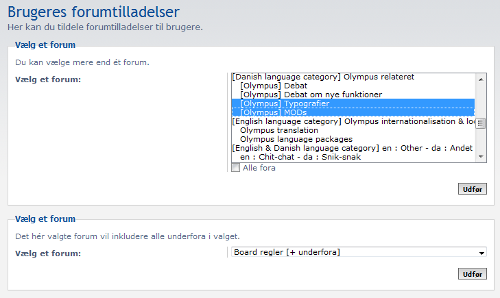 Brugeres forumtilladelser
Her kan du tildele forumtilladelser til brugere.
Vælg et forum
Du kan vælge mere end ét forum.
Vælg et forum:
[Danish language category] Olympus relateret
[Olympus] Debat
[Olympus] Debat om nye funktioner
[Olympus] Typografier
[Olympus] MODs
[English language category] Olympus internationalisation &
Olympus translation
Olympus language packages
[English & Danish language category] en : Other - da : Andet
en : Chit-chat - da : Snik-snak
Alle fora
Udfør
Vælg et forum
Det hér valgte forum vil inkludere alle underfora i valget.
Vælg et forum:
Board regler [+ underfora]
Udfør